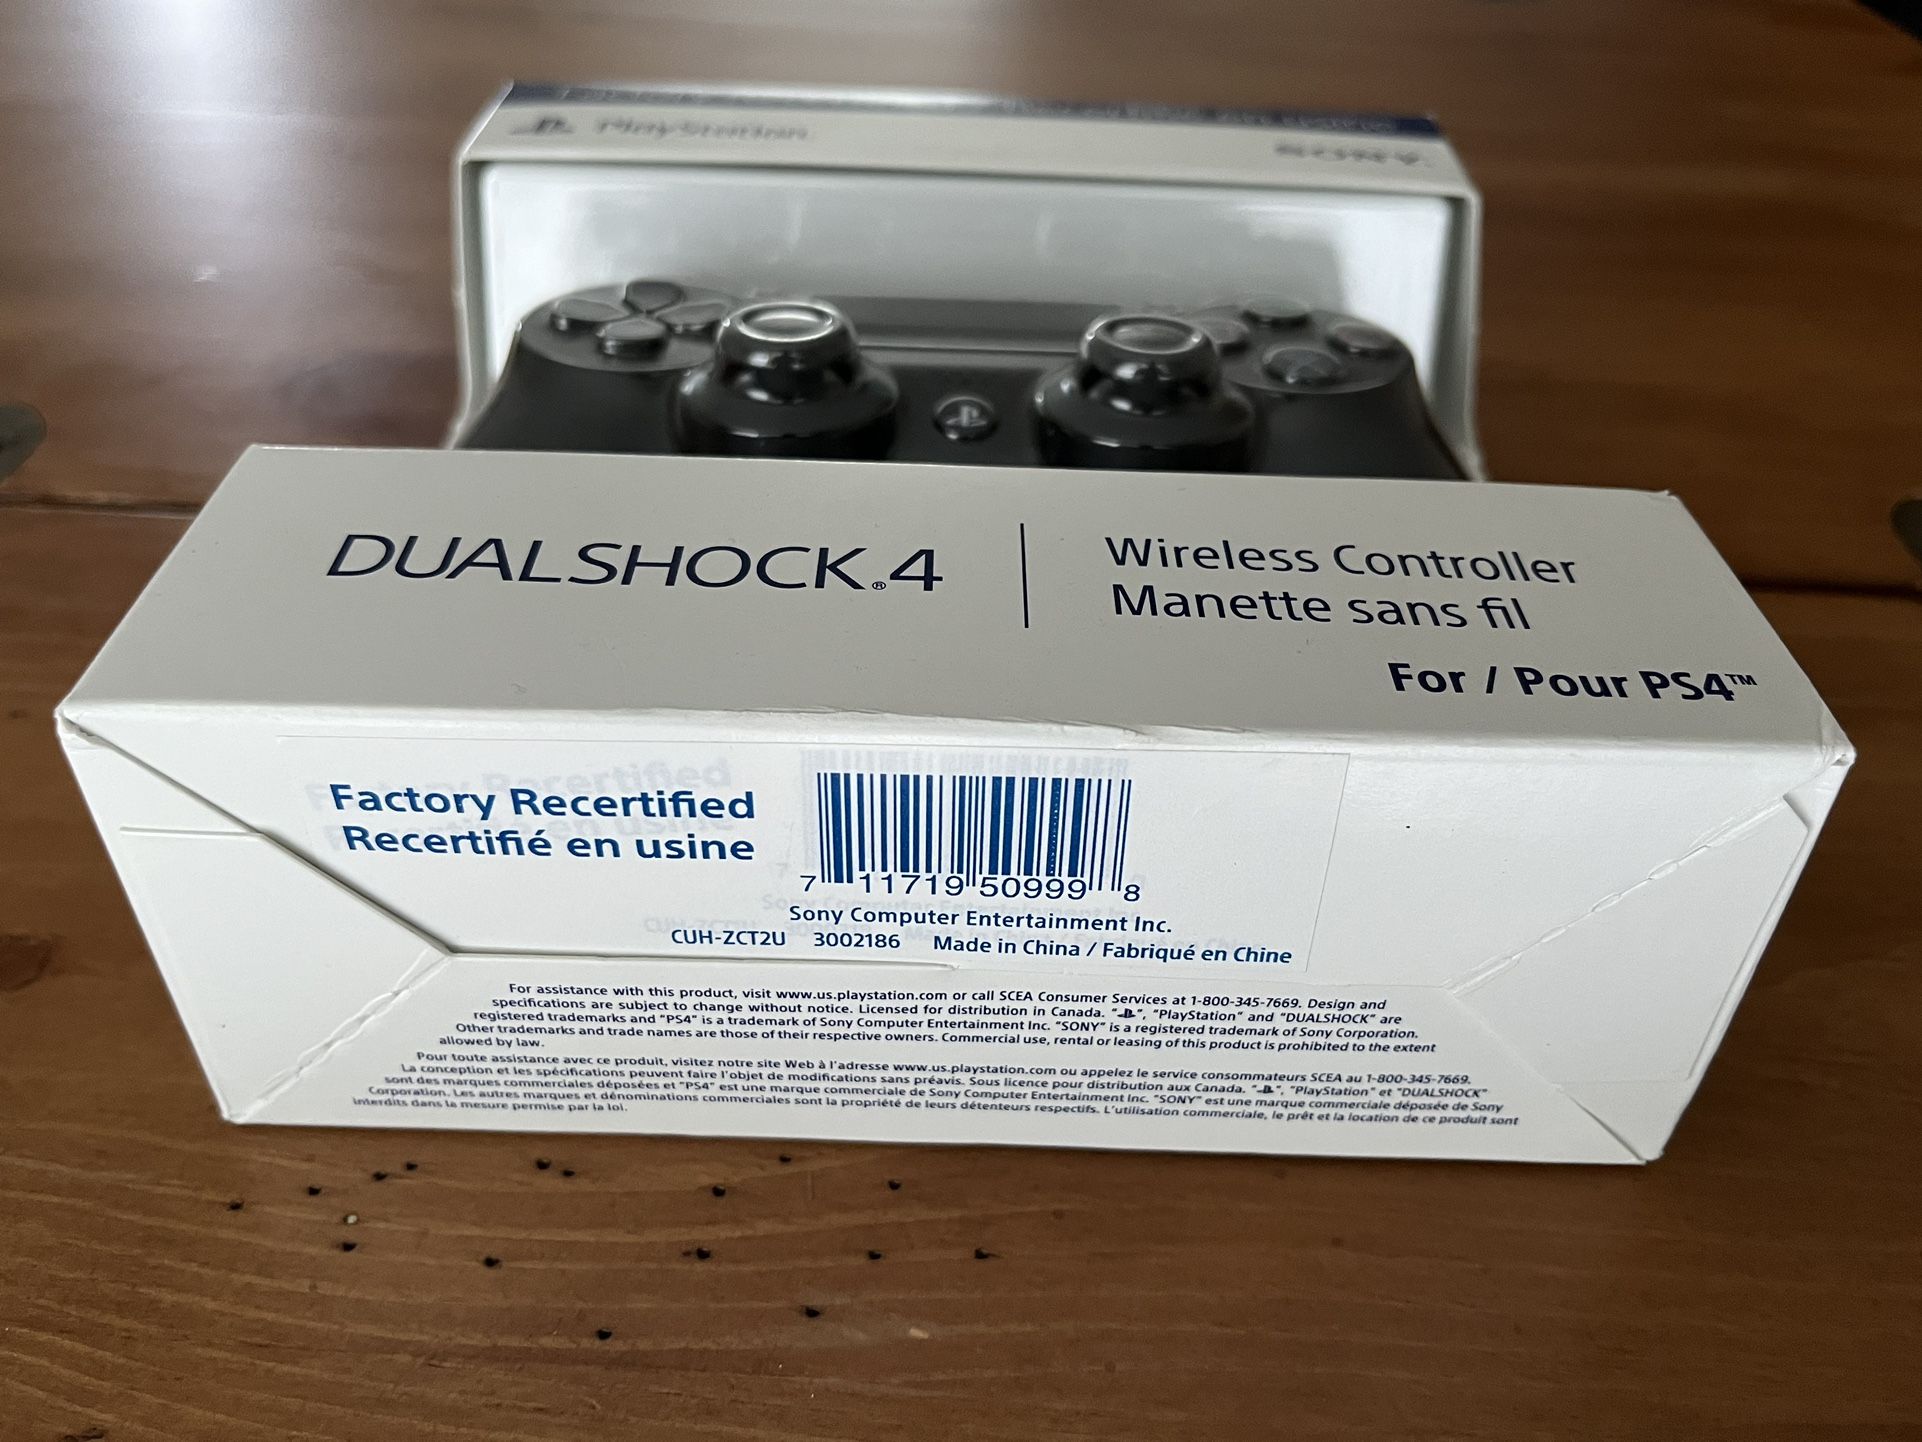 PlayStation
SONY
DUALSHOCK®4
Wireless Controller
Manette sans fil
For / Pour PS4™
Factory Recertified
Recertifié en usine
7 11719 50999 8
Sony Computer Entertainment Inc.
CUH-ZCT2U 3002186 Made in China / Fabriqué en Chine
For assistance with this product, visit www.us.playstation.com or call SCEA Consumer Services at 1-800-345-7669. Design and
specifications are subject to change without notice. Licensed for distribution in Canada. “ ”, “PlayStation” and “DUALSHOCK” are
registered trademarks and “PS4” is a trademark of Sony Computer Entertainment Inc. “SONY” is a registered trademark of Sony Corporation.
Other trademarks and trade names are those of their respective owners. Commercial use, rental or leasing of this product is prohibited to the extent
allowed by law.
Pour toute assistance avec ce produit, visitez notre site Web à l’adresse www.us.playstation.com ou appelez le service consommateurs SCEA au 1-800-345-7669.
La conception et les spécifications peuvent faire l’objet de modifications sans préavis. Sous licence pour distribution aux Canada. “ ”, “PlayStation” et “DUALSHOCK”
sont des marques commerciales déposées et “PS4” est une marque commerciale de Sony Computer Entertainment Inc. “SONY” est une marque commerciale déposée de Sony
Corporation. Les autres marques et dénominations commerciales sont la propriété de leurs détenteurs respectifs. L’utilisation commerciale, le prêt et la location de ce produit sont
interdits dans la mesure permise par la loi.